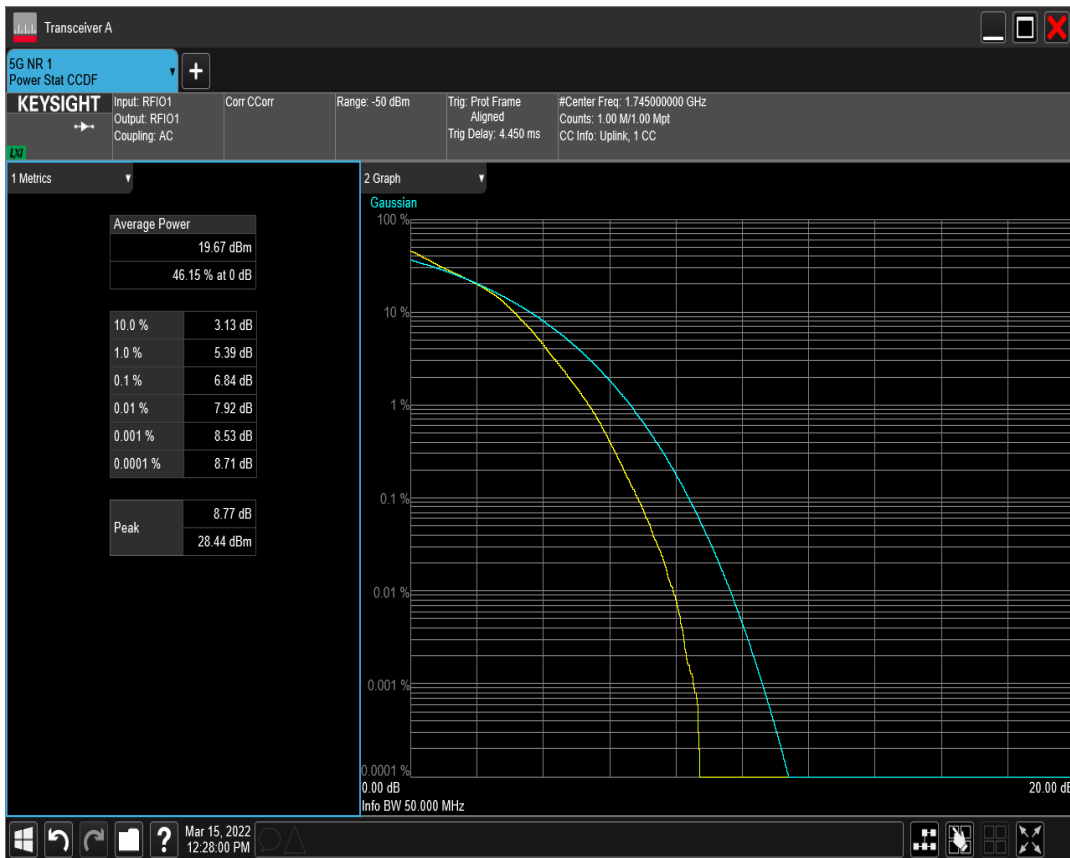 Transceiver A
5G NR 1
Power Stat CCDF
KEYSIGHT
LXI
Input: RFIO1
Output: RFIO1
Coupling: AC
Corr CCorr
Range: -50 dBm
Trig: Prot Frame
Aligned
Trig Delay: 4.450 ms
#Center Freq: 1.745000000 GHz
Counts: 1.00 M/1.00 Mpt
CC Info: Uplink, 1 CC
1 Metrics
Average Power
19.67 dBm
46.15 % at 0 dB
10.0 % 3.13 dB
1.0 % 5.39 dB
0.1 % 6.84 dB
0.01 % 7.92 dB
0.001 % 8.53 dB
0.0001 % 8.71 dB
Peak 8.77 dB
28.44 dBm
2 Graph
Gaussian
100 %
10 %
1 %
0.1 %
0.01 %
0.001 %
0.0001 %
0.00 dB 20.00 dB
Info BW 50.000 MHz
?
Mar 15, 2022
12:28:00 PM